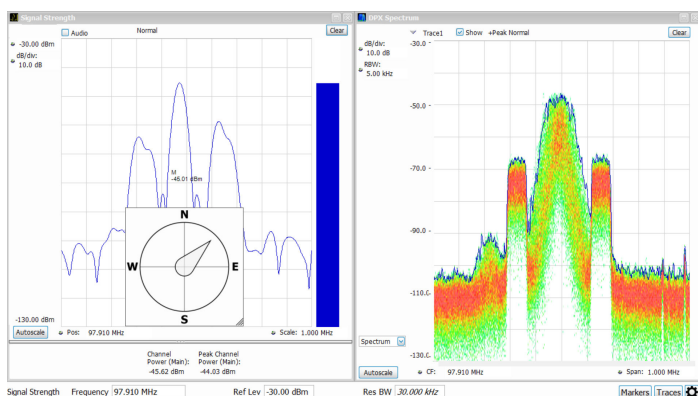 Signal Strength
Audio
Normal
Clear
-30.00 dBm
dB/div:
10.0 dB
M
-46.01 dBm
N
W
E
S
-130.00 dBm
Autoscale
Pos: 97.910 MHz
Scale: 1.000 MHz
Channel Power (Main):
-45.62 dBm
Peak Channel Power (Main):
-44.03 dBm
DPX Spectrum
Trace1
Show
+Peak Normal
Clear
dB/div:
10.0 dB
RBW:
5.00 kHz
-30.0
-50.0
-70.0
-90.0
-110.0
-130.0
Spectrum
Autoscale
CF: 97.910 MHz
Span: 1.000 MHz
Signal Strength
Frequency 97.910 MHz
Ref Lev -30.00 dBm
Res BW 30.000 kHz
Markers
Traces